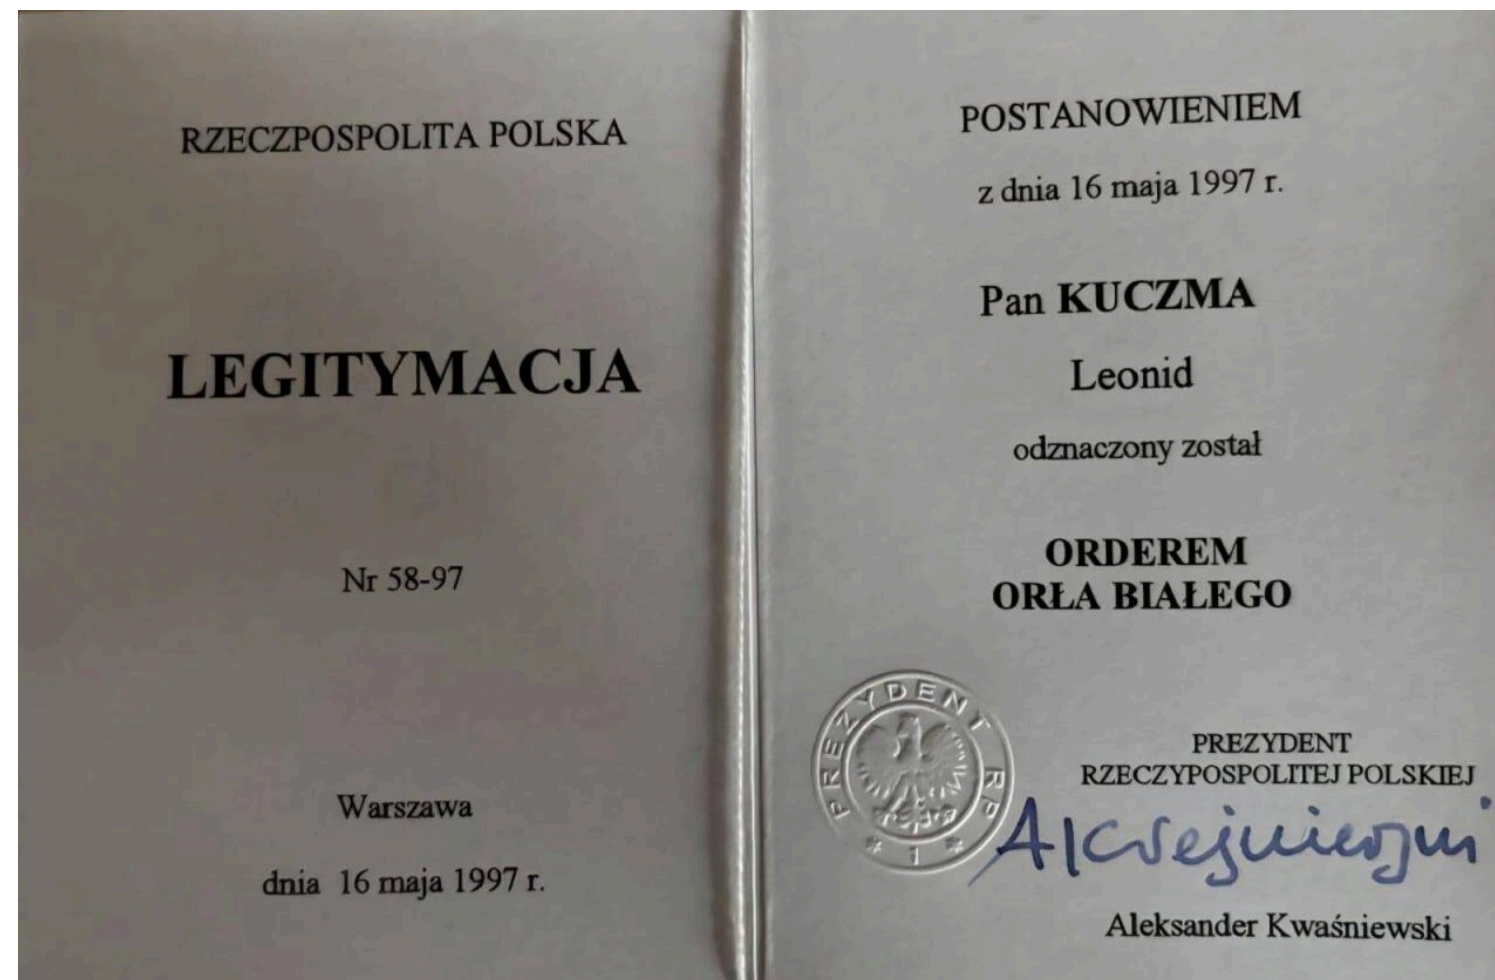 RZECZPOSPOLITA POLSKA
LEGITYMACJA
Nr 58-97
Warszawa
dnia 16 maja 1997 r.
POSTANOWIENIEM
z dnia 16 maja 1997 r.
Pan KUCZMA
Leonid
odznaczony został
ORDEREM
ORŁA BIAŁEGO
PREZYDENT RP
* 1 *
PREZYDENT
RZECZYPOSPOLITEJ POLSKIEJ
AKwaśniewski
Aleksander Kwaśniewski